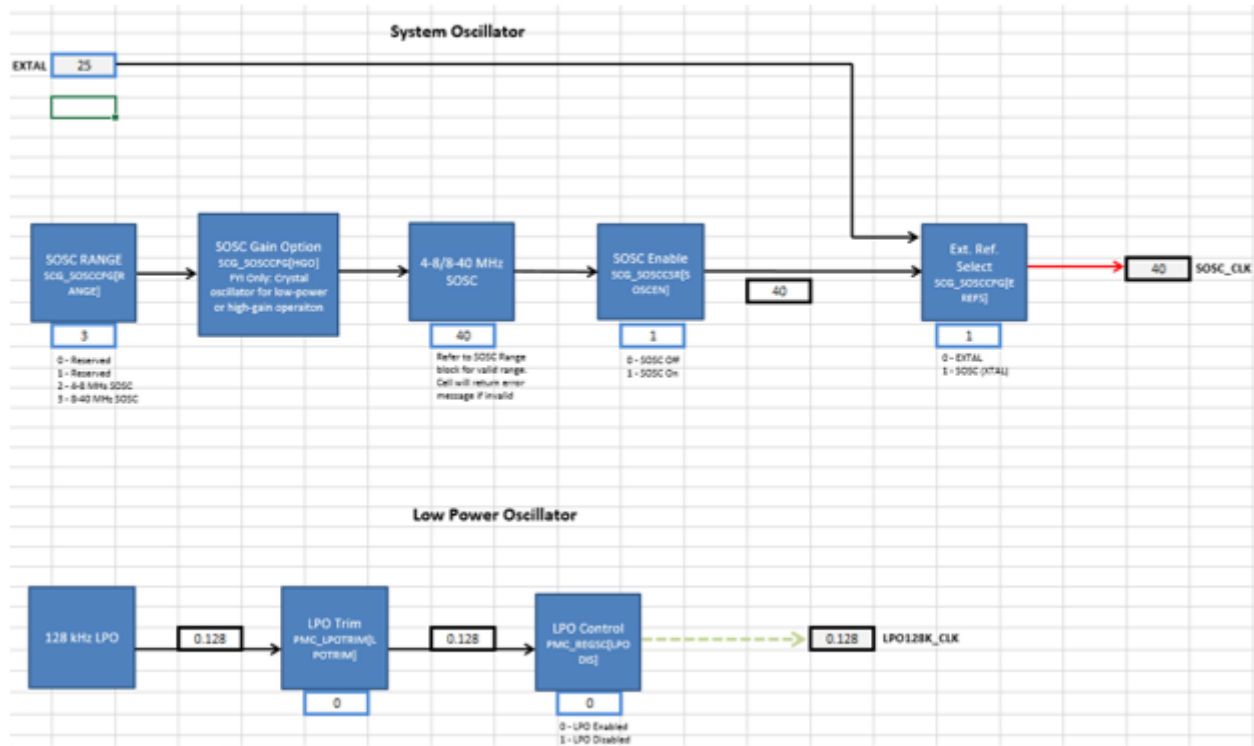 System Oscillator
EXTAL 25
SOSC RANGE
SCG_SOSCCFG[R
ANGE]
3
0 - Reserved
1 - Reserved
2 - 4-8 MHz SOSC
3 - 8-40 MHz SOSC
SOSC Gain Option
SCG_SOSCCFG[HGO]
FYI Only: Crystal
oscillator for low-power
or high-gain operaiton
4-8/8-40 MHz
SOSC
40
Refer to SOSC Range
block for valid range.
Cell will return error
message if invalid
SOSC Enable
SCG_SOSCCSR[S
OSCEN]
1
0 - SOSC Off
1 - SOSC On
40
Ext. Ref.
Select
SCG_SOSCCFG[E
REFS]
1
0 - EXTAL
1 - SOSC (XTAL)
40 SOSC_CLK
Low Power Oscillator
128 kHz LPO
0.128
LPO Trim
PMC_LPOTRIM[L
POTRIM]
0
0.128
LPO Control
PMC_REGSC[LPO
DIS]
0
0 - LPO Enabled
1 - LPO Disabled
0.128 LPO128K_CLK